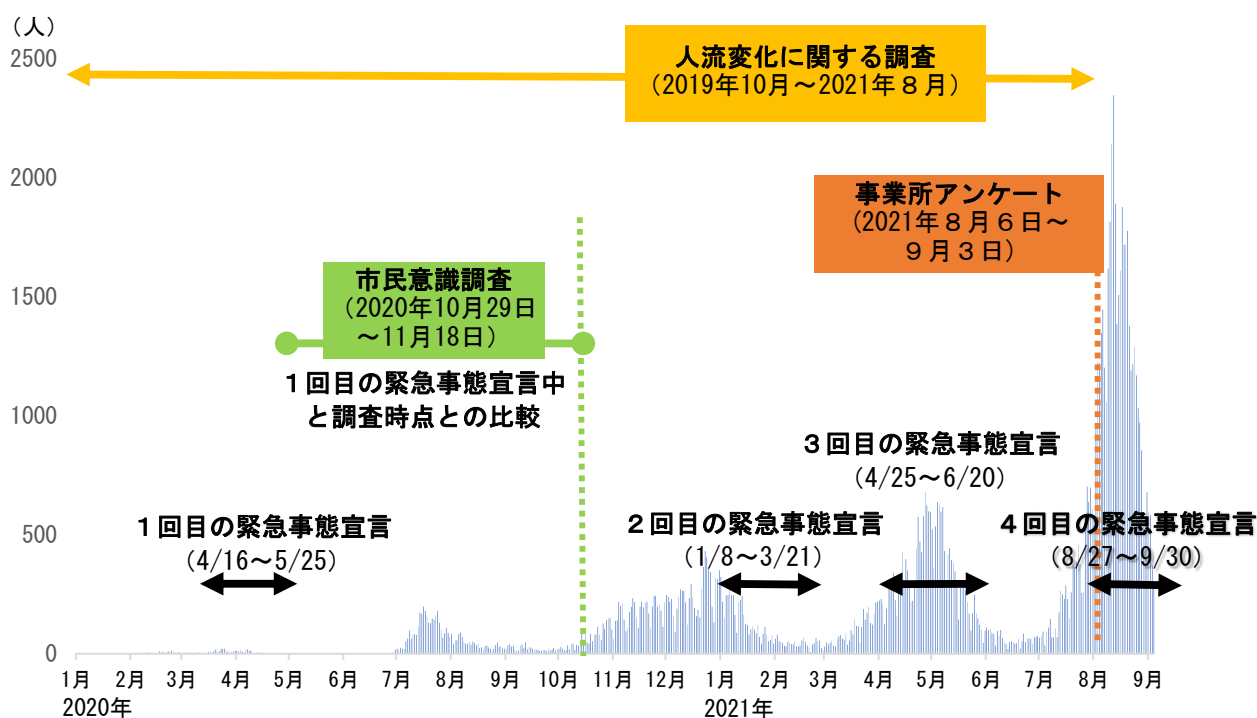 （人）
2500
2000
1500
1000
500
0
人流変化に関する調査
（2019年10月～2021年８月）
事業所アンケート
（2021年８月６日～
９月３日）
市民意識調査
（2020年10月29日
～11月18日）
１回目の緊急事態宣言中
と調査時点との比較
３回目の緊急事態宣言
（4/25～6/20）
１回目の緊急事態宣言
（4/16～5/25）
２回目の緊急事態宣言
（1/8～3/21）
４回目の緊急事態宣言
（8/27～9/30）
1月 2月 3月 4月 5月 7月 8月 9月 10月 11月 12月 1月 2月 3月 4月 5月 6月 7月 8月 9月
2020年 2021年